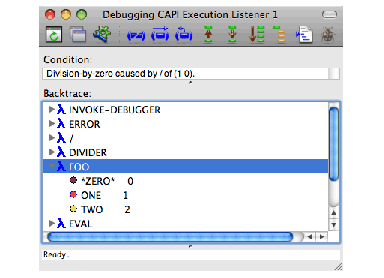 Debugging CAPI Execution Listener 1
Condition:
Division-by-zero caused by / of (1 0).
Backtrace:
λ INVOKE-DEBUGGER
λ ERROR
λ /
λ DIVIDER
λ FOO
*ZERO* 0
ONE 1
TWO 2
λ EVAL
Ready.